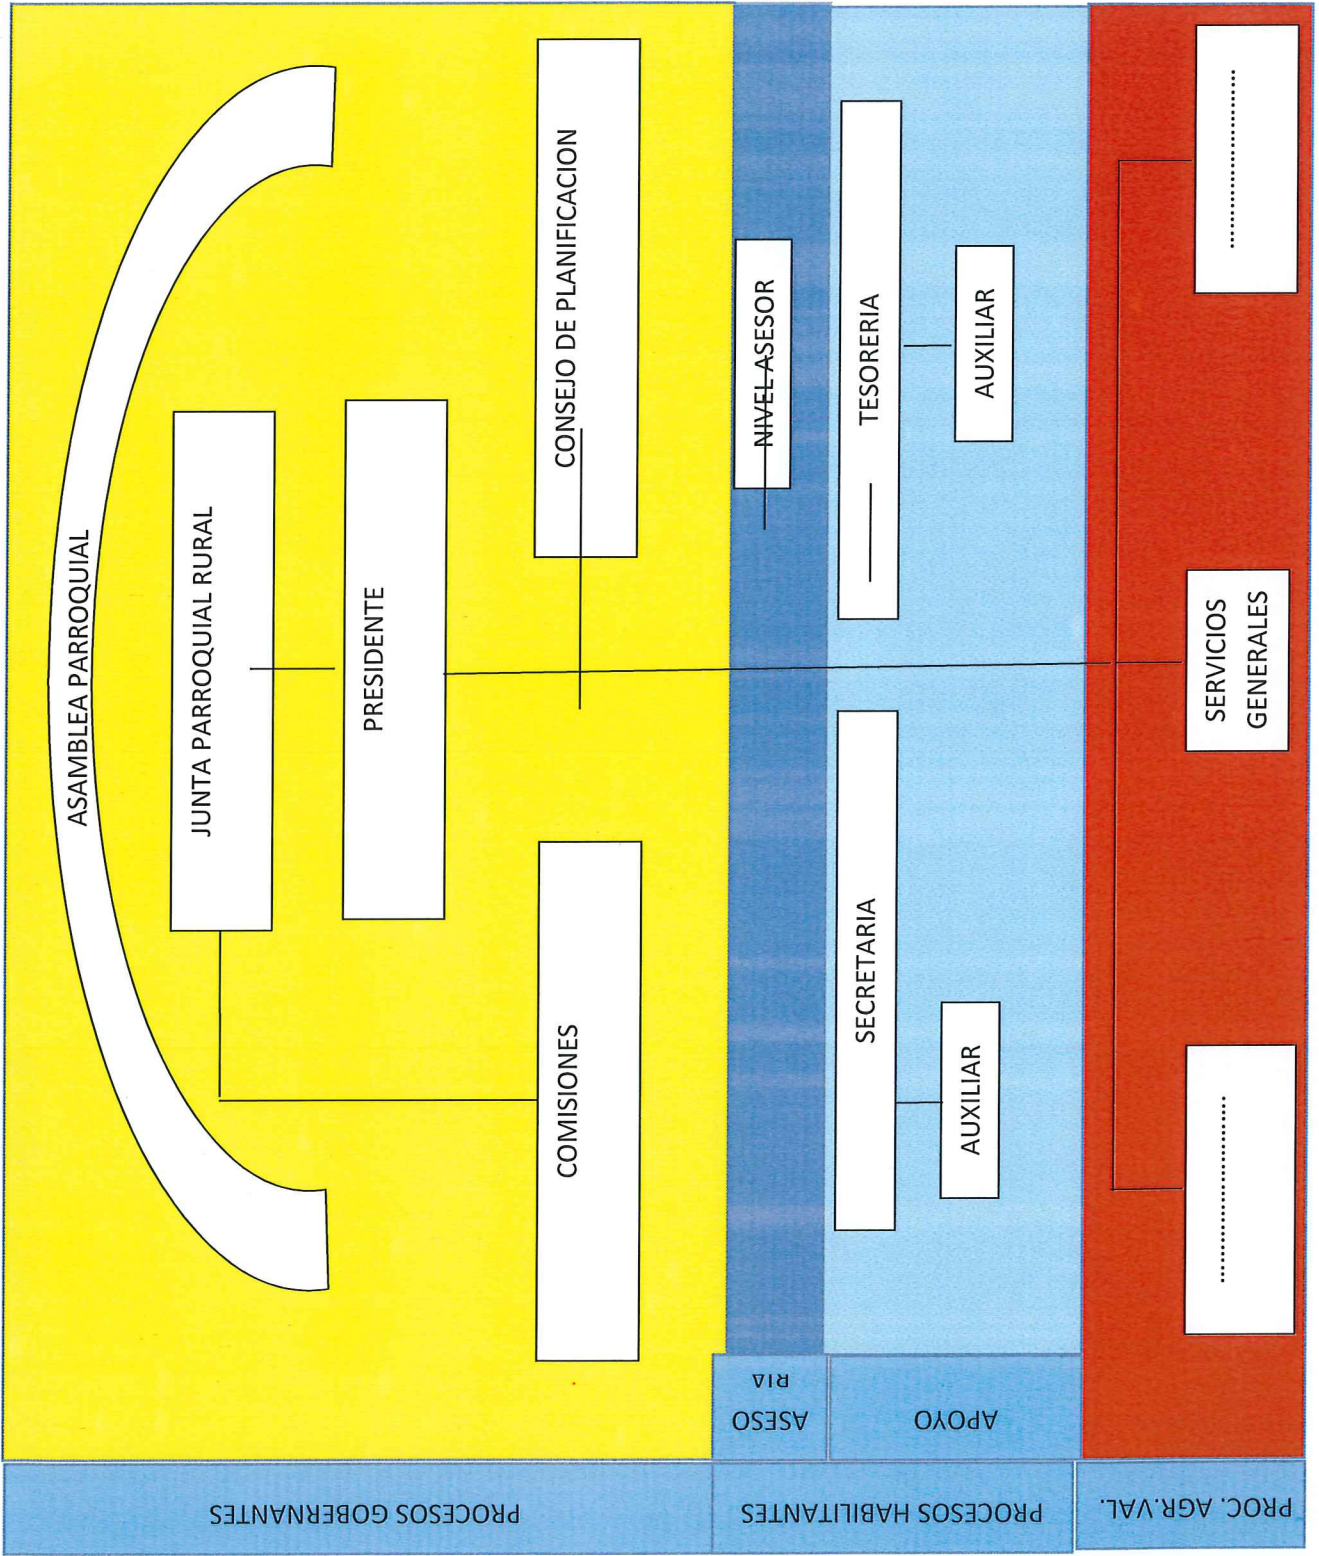 ASAMBLEA PARROQUIAL
JUNTA PARROQUIAL RURAL
PRESIDENTE
COMISIONES
CONSEJO DE PLANIFICACION
NIVEL ASESOR
SECRETARIA
TESORERIA
AUXILIAR
AUXILIAR
SERVICIOS
GENERALES
..............................
..............................
PROCESOS GOBERNANTES
PROCESOS HABILITANTES
ASESO
RIA
APOYO
PROC. AGR.VAL.